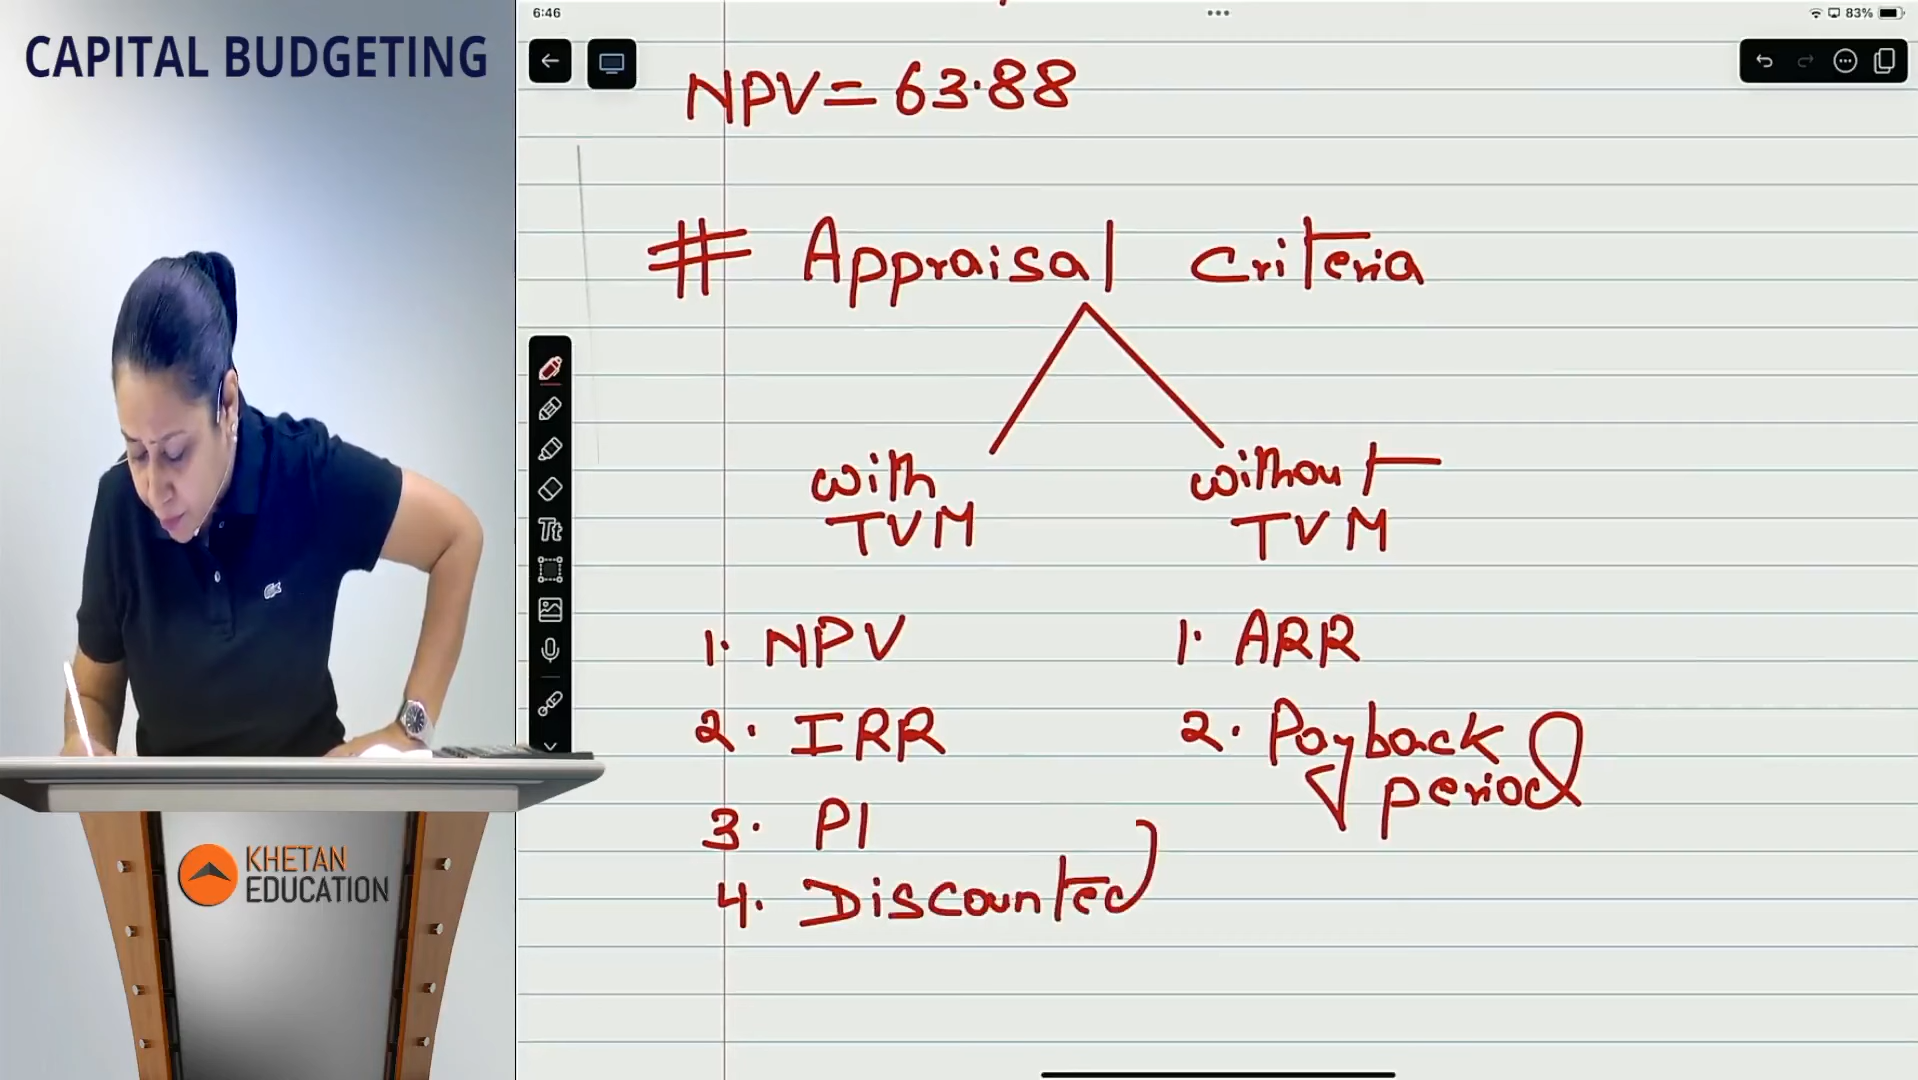 CAPITAL BUDGETING
6:46
83%
NPV = 63.88
# Appraisal Criteria
with TVM
without TVM
1. NPV
2. IRR
3. PI
4. Discounted
1. ARR
2. Payback period
Tt
KHETAN
EDUCATION